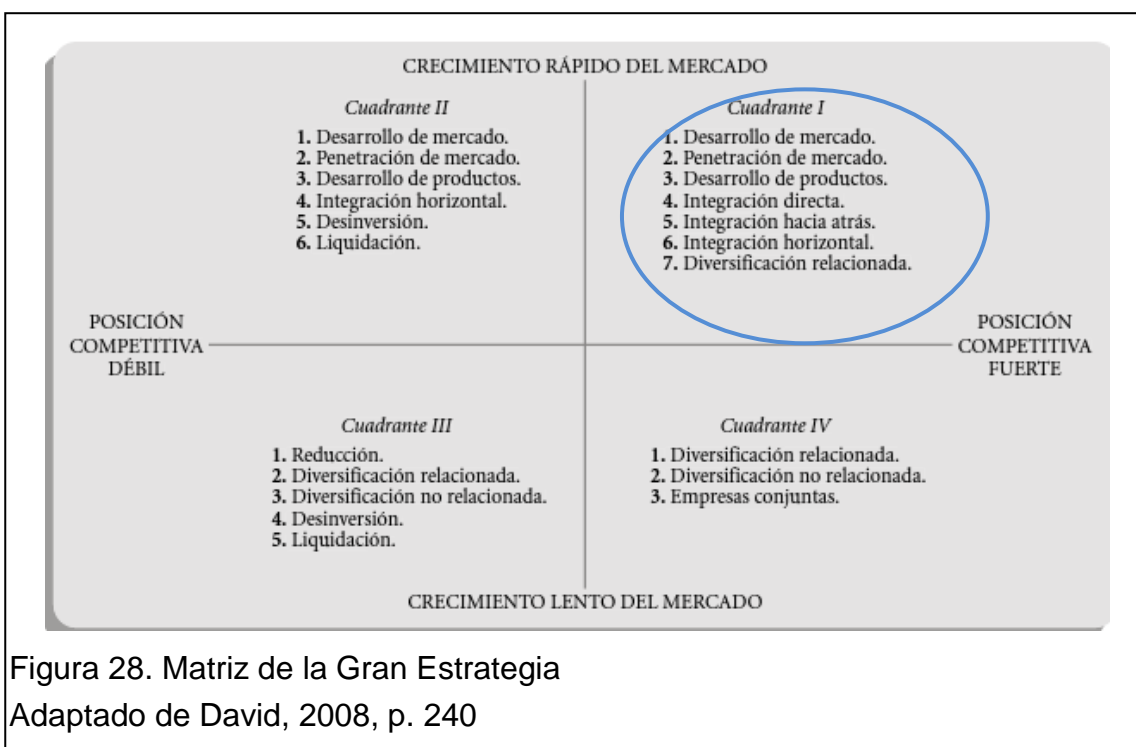 CRECIMIENTO RÁPIDO DEL MERCADO
Cuadrante II
1. Desarrollo de mercado.
2. Penetración de mercado.
3. Desarrollo de productos.
4. Integración horizontal.
5. Desinversión.
6. Liquidación.
Cuadrante I
1. Desarrollo de mercado.
2. Penetración de mercado.
3. Desarrollo de productos.
4. Integración directa.
5. Integración hacia atrás.
6. Integración horizontal.
7. Diversificación relacionada.
POSICIÓN
COMPETITIVA
DÉBIL
POSICIÓN
COMPETITIVA
FUERTE
Cuadrante III
1. Reducción.
2. Diversificación relacionada.
3. Diversificación no relacionada.
4. Desinversión.
5. Liquidación.
Cuadrante IV
1. Diversificación relacionada.
2. Diversificación no relacionada.
3. Empresas conjuntas.
CRECIMIENTO LENTO DEL MERCADO
Figura 28. Matriz de la Gran Estrategia
Adaptado de David, 2008, p. 240